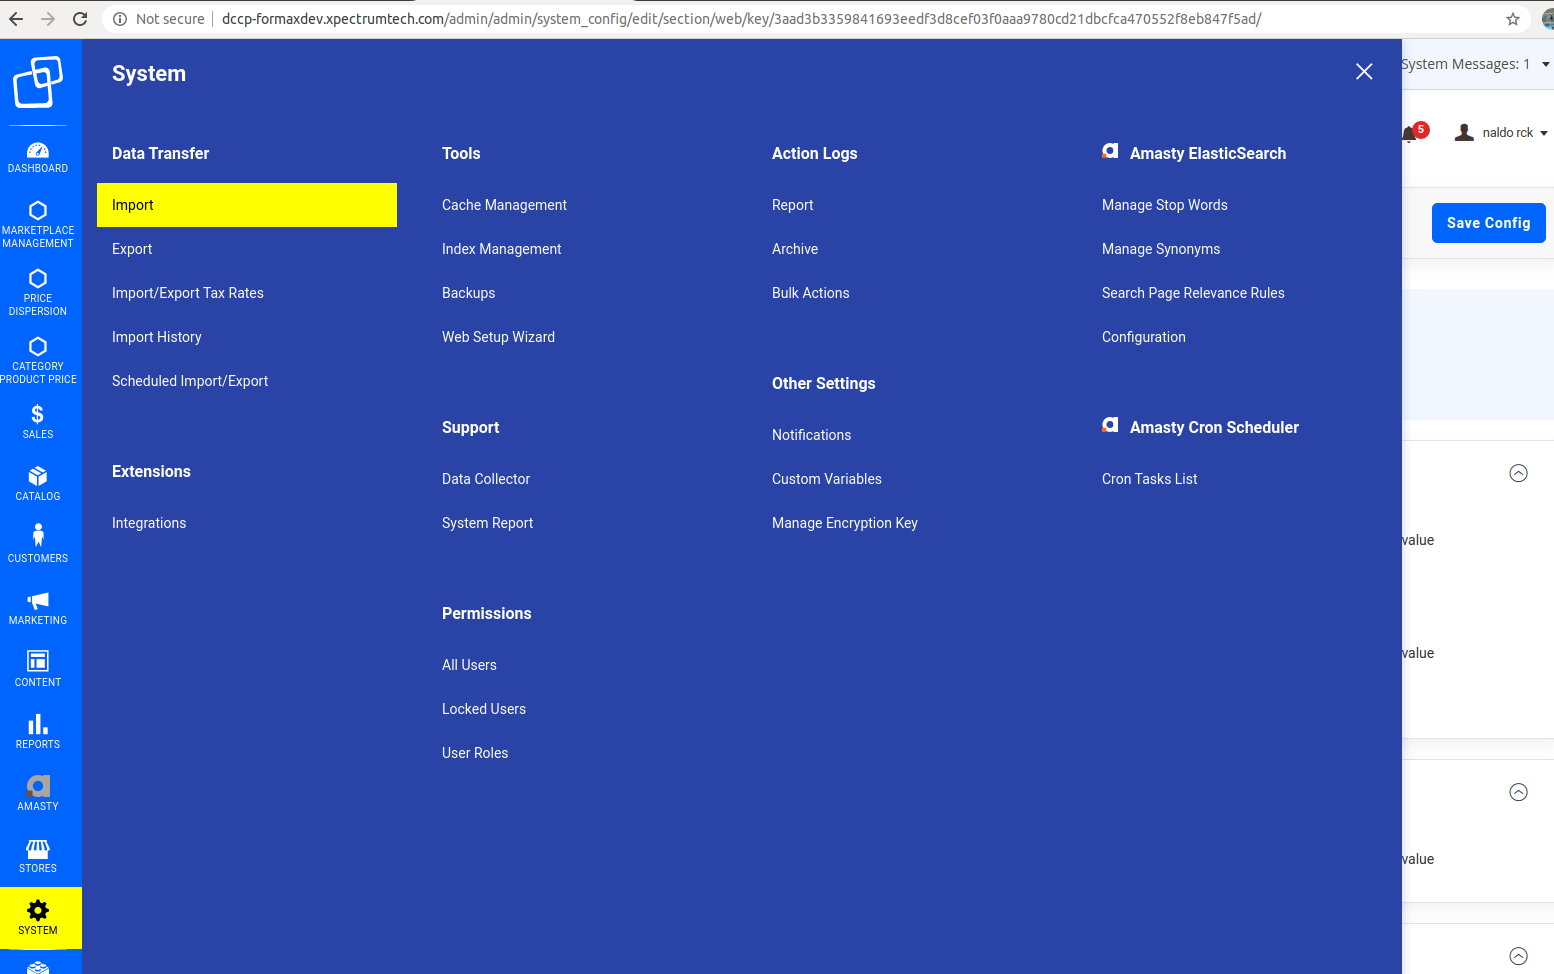 Not secure
dccp-formaxdev.xpectrumtech.com/admin/admin/system_config/edit/section/web/key/3aad3b3359841693eedf3d8cef03f0aaa9780cd21dbcfca470552f8eb847f5ad/
System
System Messages: 1
5
naldo rck
Save Config
DASHBOARD
MARKETPLACE
MANAGEMENT
PRICE
DISPERSION
CATEGORY
PRODUCT PRICE
$
SALES
CATALOG
CUSTOMERS
MARKETING
CONTENT
REPORTS
AMASTY
STORES
SYSTEM
Data Transfer
Import
Export
Import/Export Tax Rates
Import History
Scheduled Import/Export
Extensions
Integrations
Tools
Cache Management
Index Management
Backups
Web Setup Wizard
Support
Data Collector
System Report
Permissions
All Users
Locked Users
User Roles
Action Logs
Report
Archive
Bulk Actions
Other Settings
Notifications
Custom Variables
Manage Encryption Key
Amasty ElasticSearch
Manage Stop Words
Manage Synonyms
Search Page Relevance Rules
Configuration
Amasty Cron Scheduler
Cron Tasks List
value
value
value